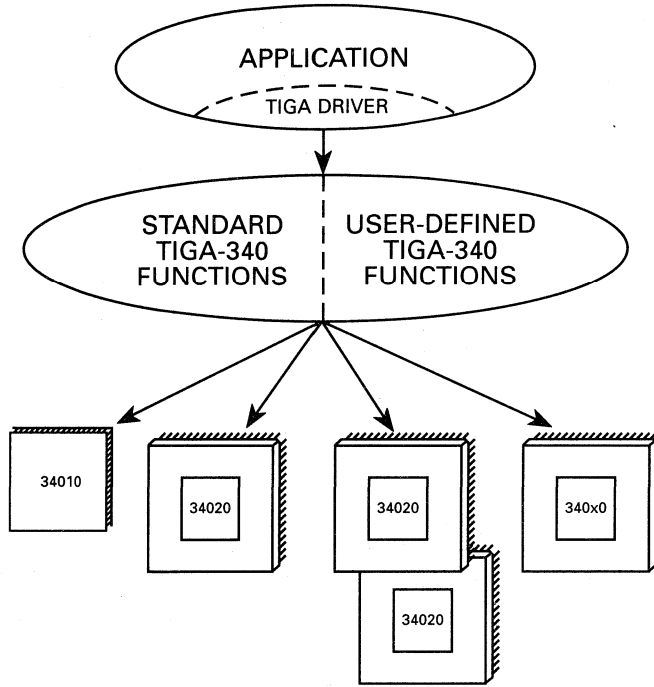 APPLICATION
TIGA DRIVER
STANDARD
TIGA-340
FUNCTIONS
USER-DEFINED
TIGA-340
FUNCTIONS
34010
34020
34020
340x0
34020